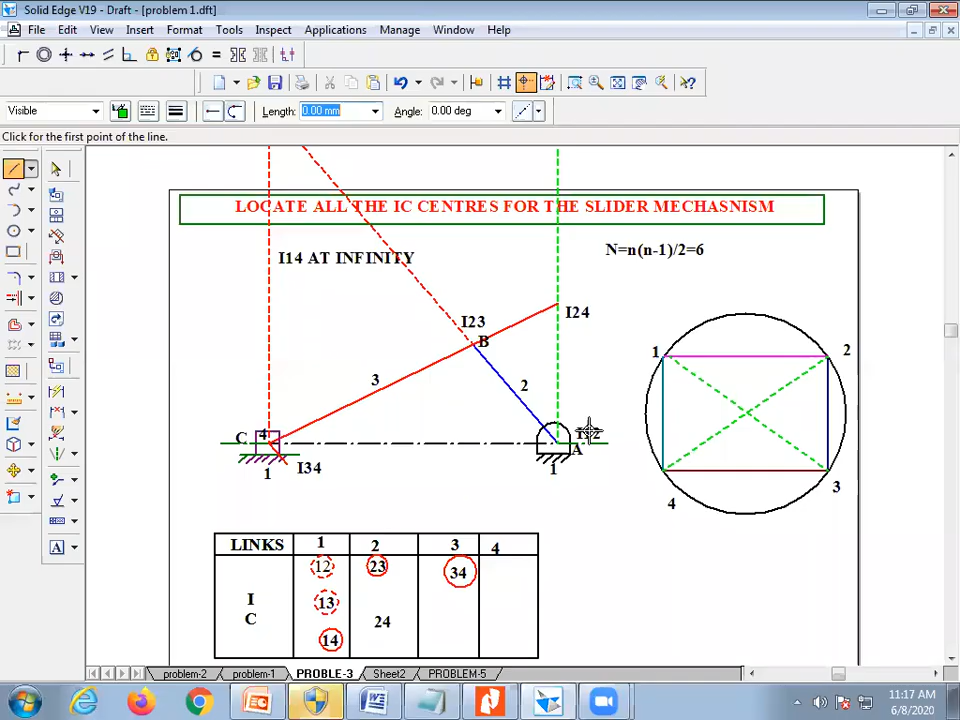 Solid Edge V19 - Draft - [problem 1.dft]
File Edit View Insert Format Tools Inspect Applications Manage Window Help
Visible Length: 0.00 mm Angle: 0.00 deg
Click for the first point of the line.
LOCATE ALL THE IC CENTRES FOR THE SLIDER MECHASNISM
I14 AT INFINITY
N=n(n-1)/2=6
I24
I23
B
1
2
3
2
C
4
A
1
I34
1
3
4
LINKS 1 2 3 4
12 23 34
I
C
13
24
14
problem-2 problem-1 PROBLE-3 Sheet2 PROBLEM-5
11:17 AM
6/8/2020